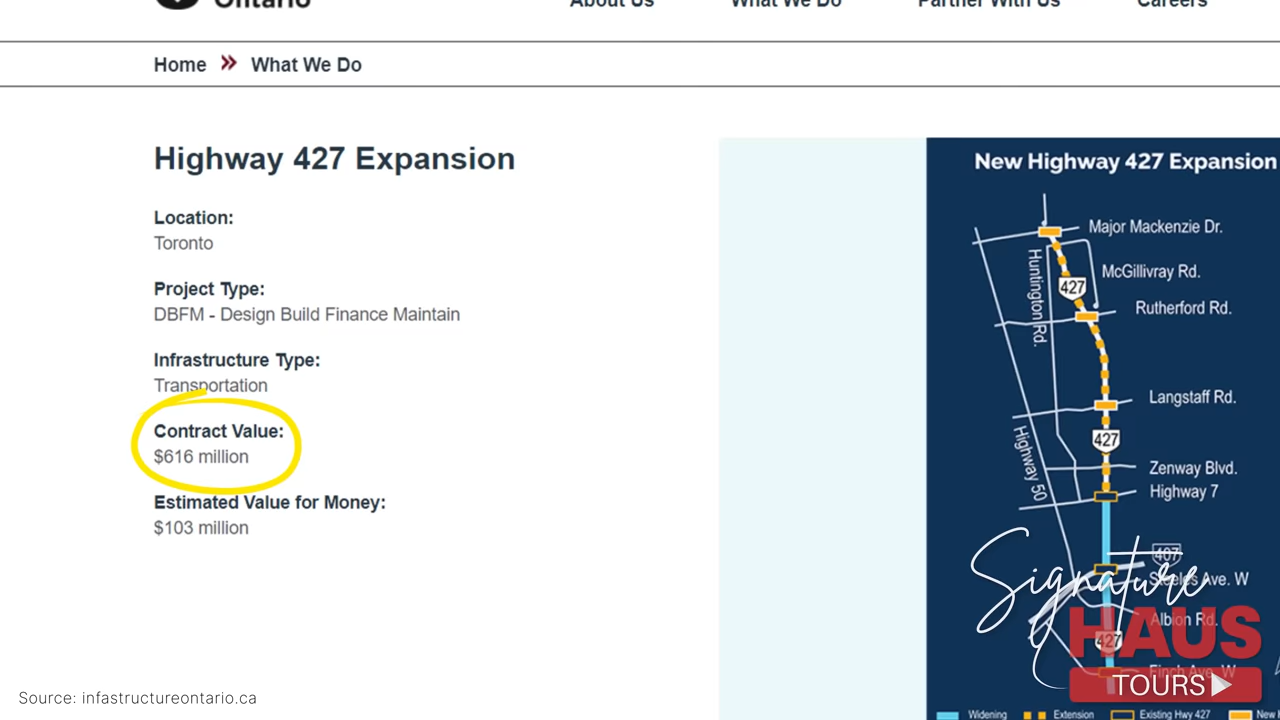 Ontario
About Us
What We Do
Partner With Us
Careers
Home » What We Do
Highway 427 Expansion
Location:
Toronto
Project Type:
DBFM - Design Build Finance Maintain
Infrastructure Type:
Transportation
Contract Value:
$616 million
Estimated Value for Money:
$103 million
New Highway 427 Expansion
Major Mackenzie Dr.
McGillivray Rd.
Huntington Rd.
427
Rutherford Rd.
Langstaff Rd.
427
Highway 50
Zenway Blvd.
Highway 7
407
Steeles Ave. W
Albion Rd.
427
Finch Ave. W
Signature
HAUS
TOURS
Widening
Extension
Existing Hwy 427
Source: infastructureontario.ca